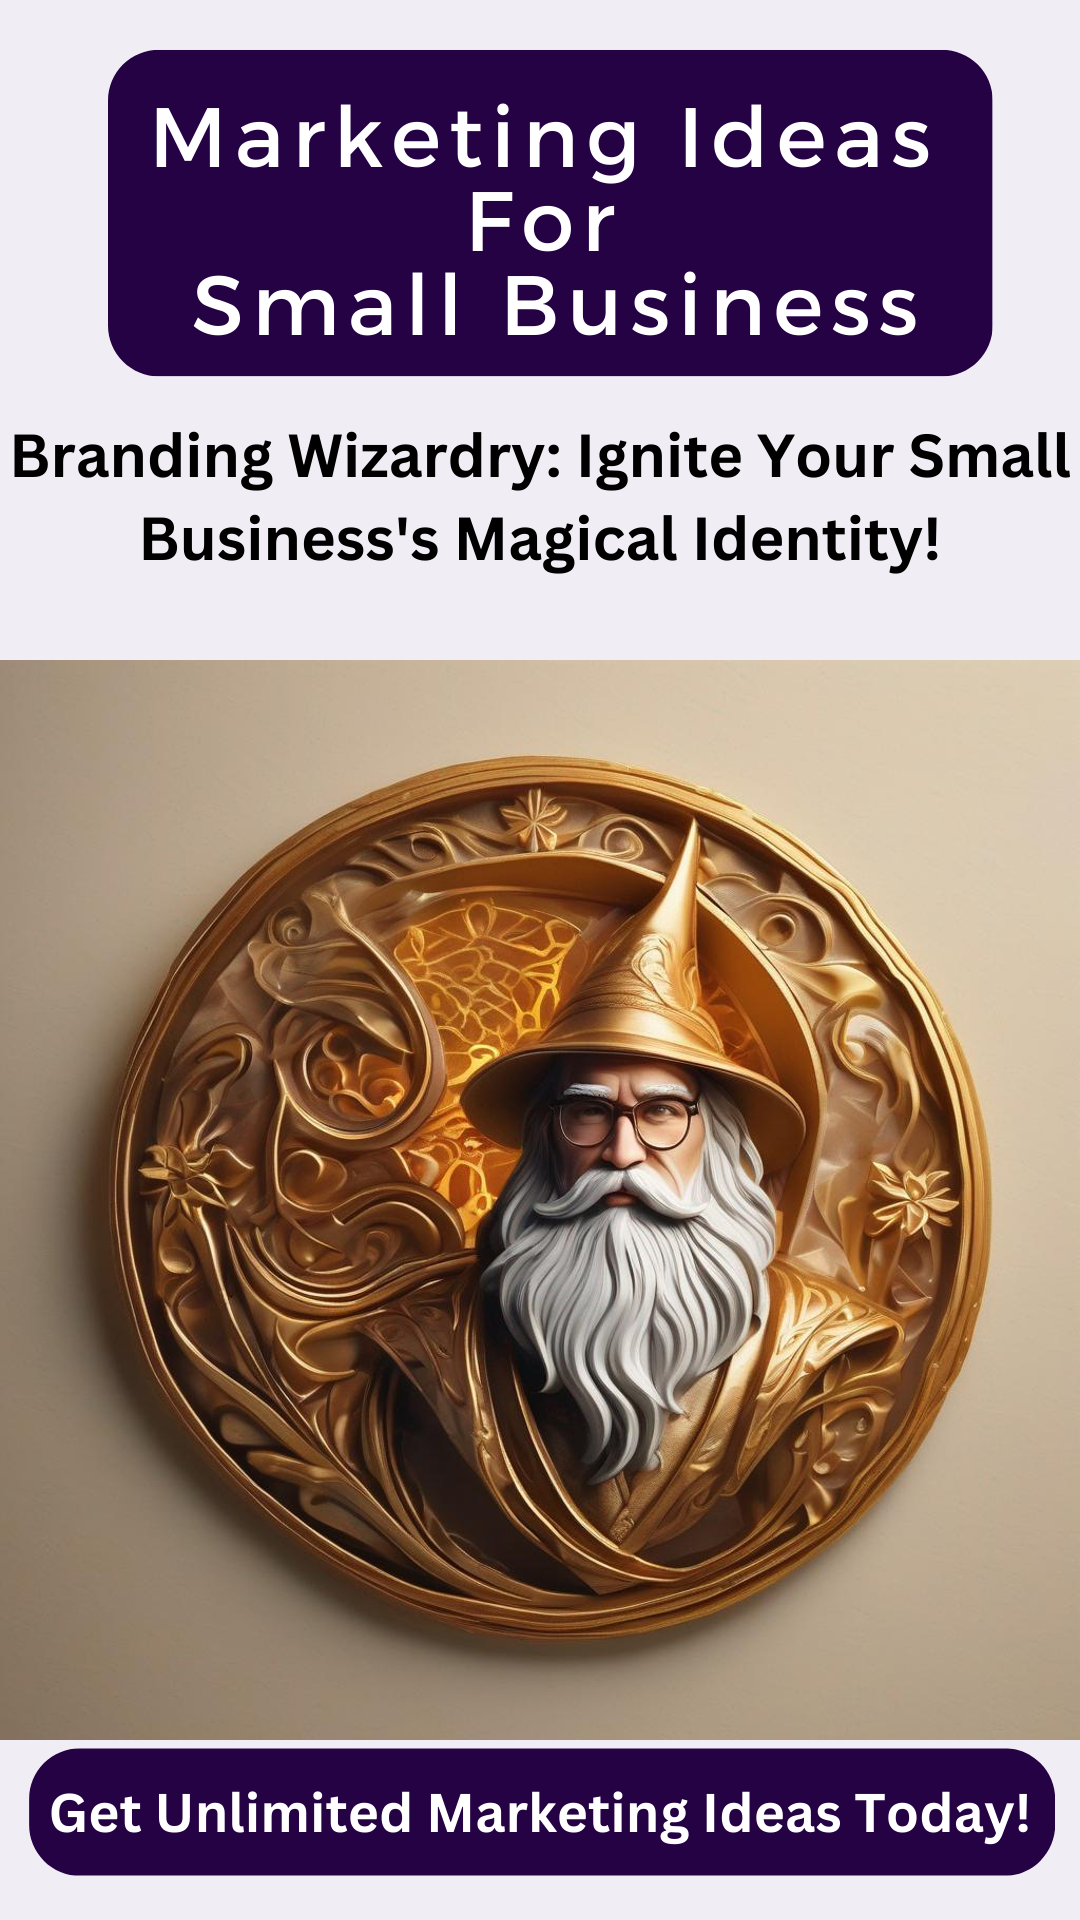 Marketing Ideas
For
Small Business
Branding Wizardry: Ignite Your Small
Business's Magical Identity!
Get Unlimited Marketing Ideas Today!